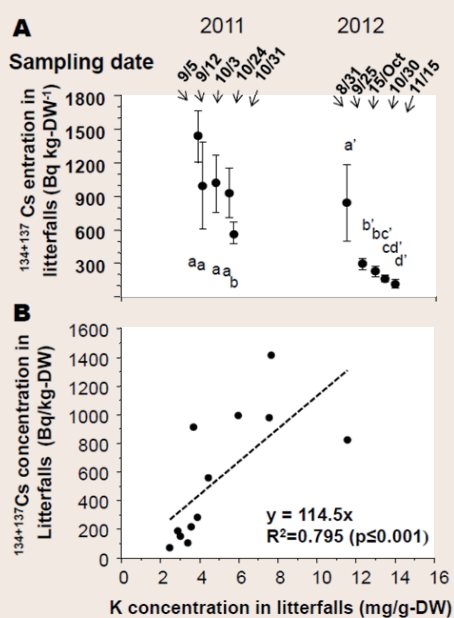 2011 2012
A
Sampling date
9/5
9/12
10/3
10/24
10/31
8/31
9/25
15/Oct
10/30
11/15
134+137 Cs entration in
litterfalls (Bq kg-DW-1)
1800
1500
1200
900
600
300
a a a a b
a’ b’ bc’ cd’ d’
B
134+137Cs concentration in
Litterfalls (Bq/kg-DW)
1600
1400
1200
1000
800
600
400
200
0
y = 114.5x
R2=0.795 (p≤0.001)
0 2 4 6 8 10 12 14 16
K concentration in litterfalls (mg/g-DW)